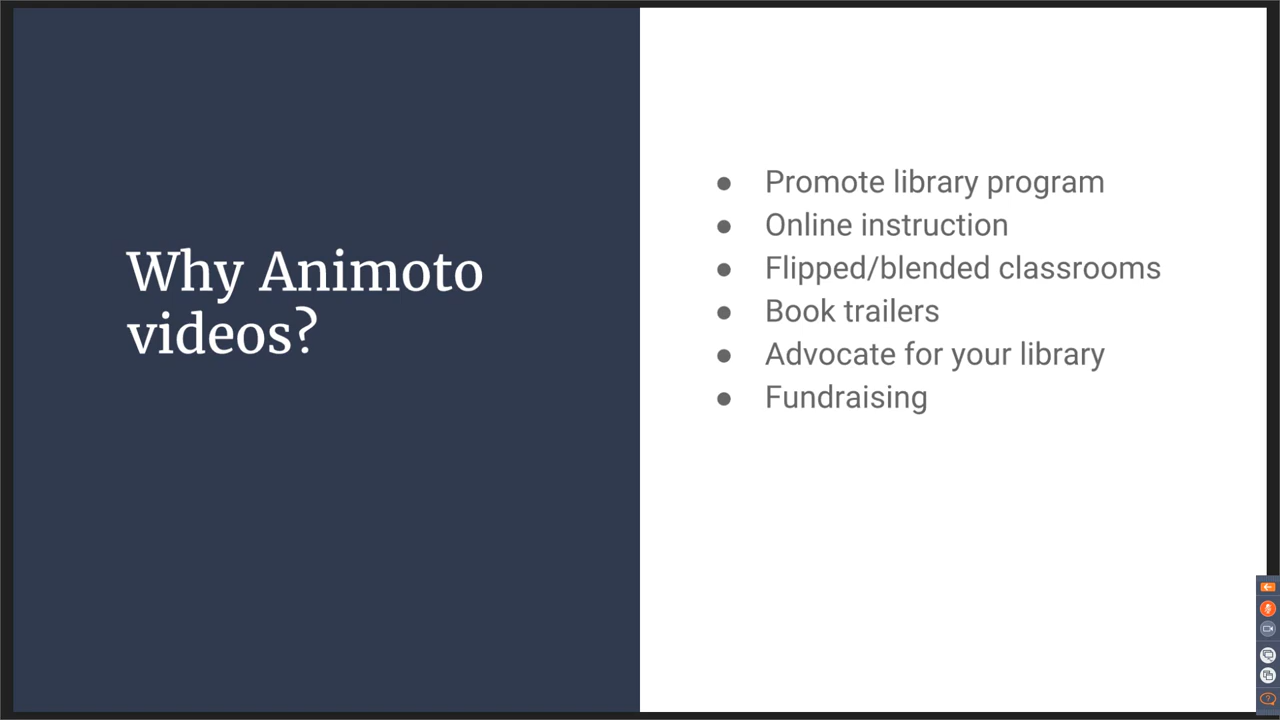 Why Animoto
videos?
● Promote library program
● Online instruction
● Flipped/blended classrooms
● Book trailers
● Advocate for your library
● Fundraising